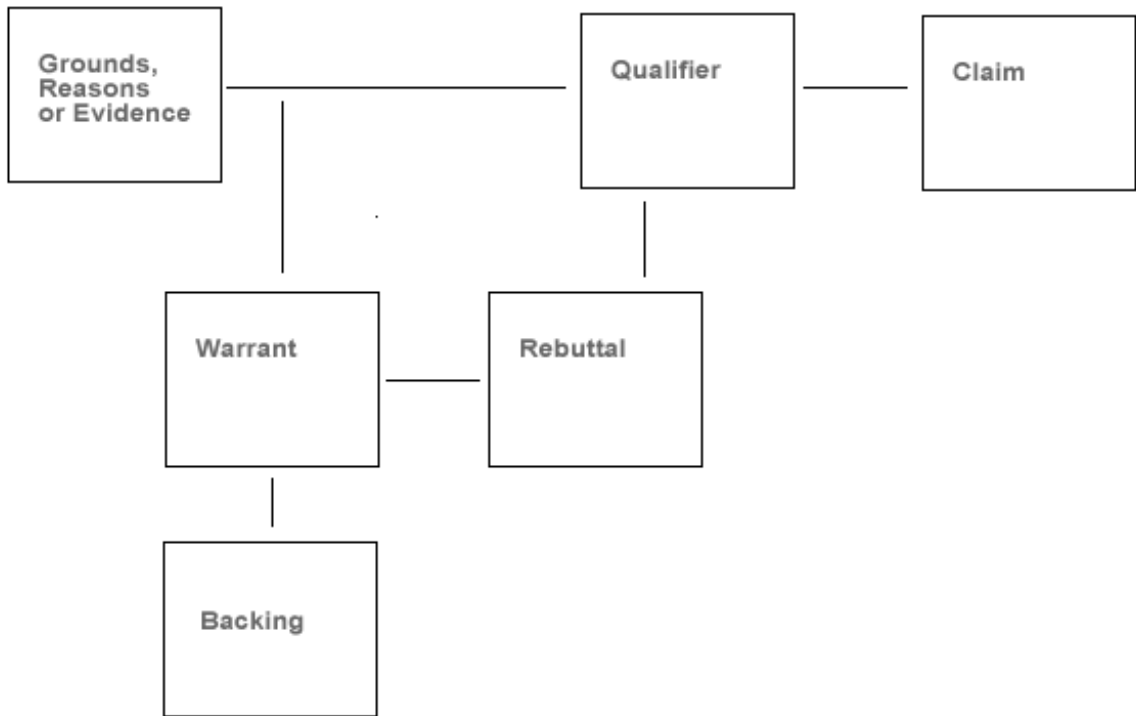 Grounds,
Reasons
or Evidence
Qualifier
Claim
Warrant
Rebuttal
Backing